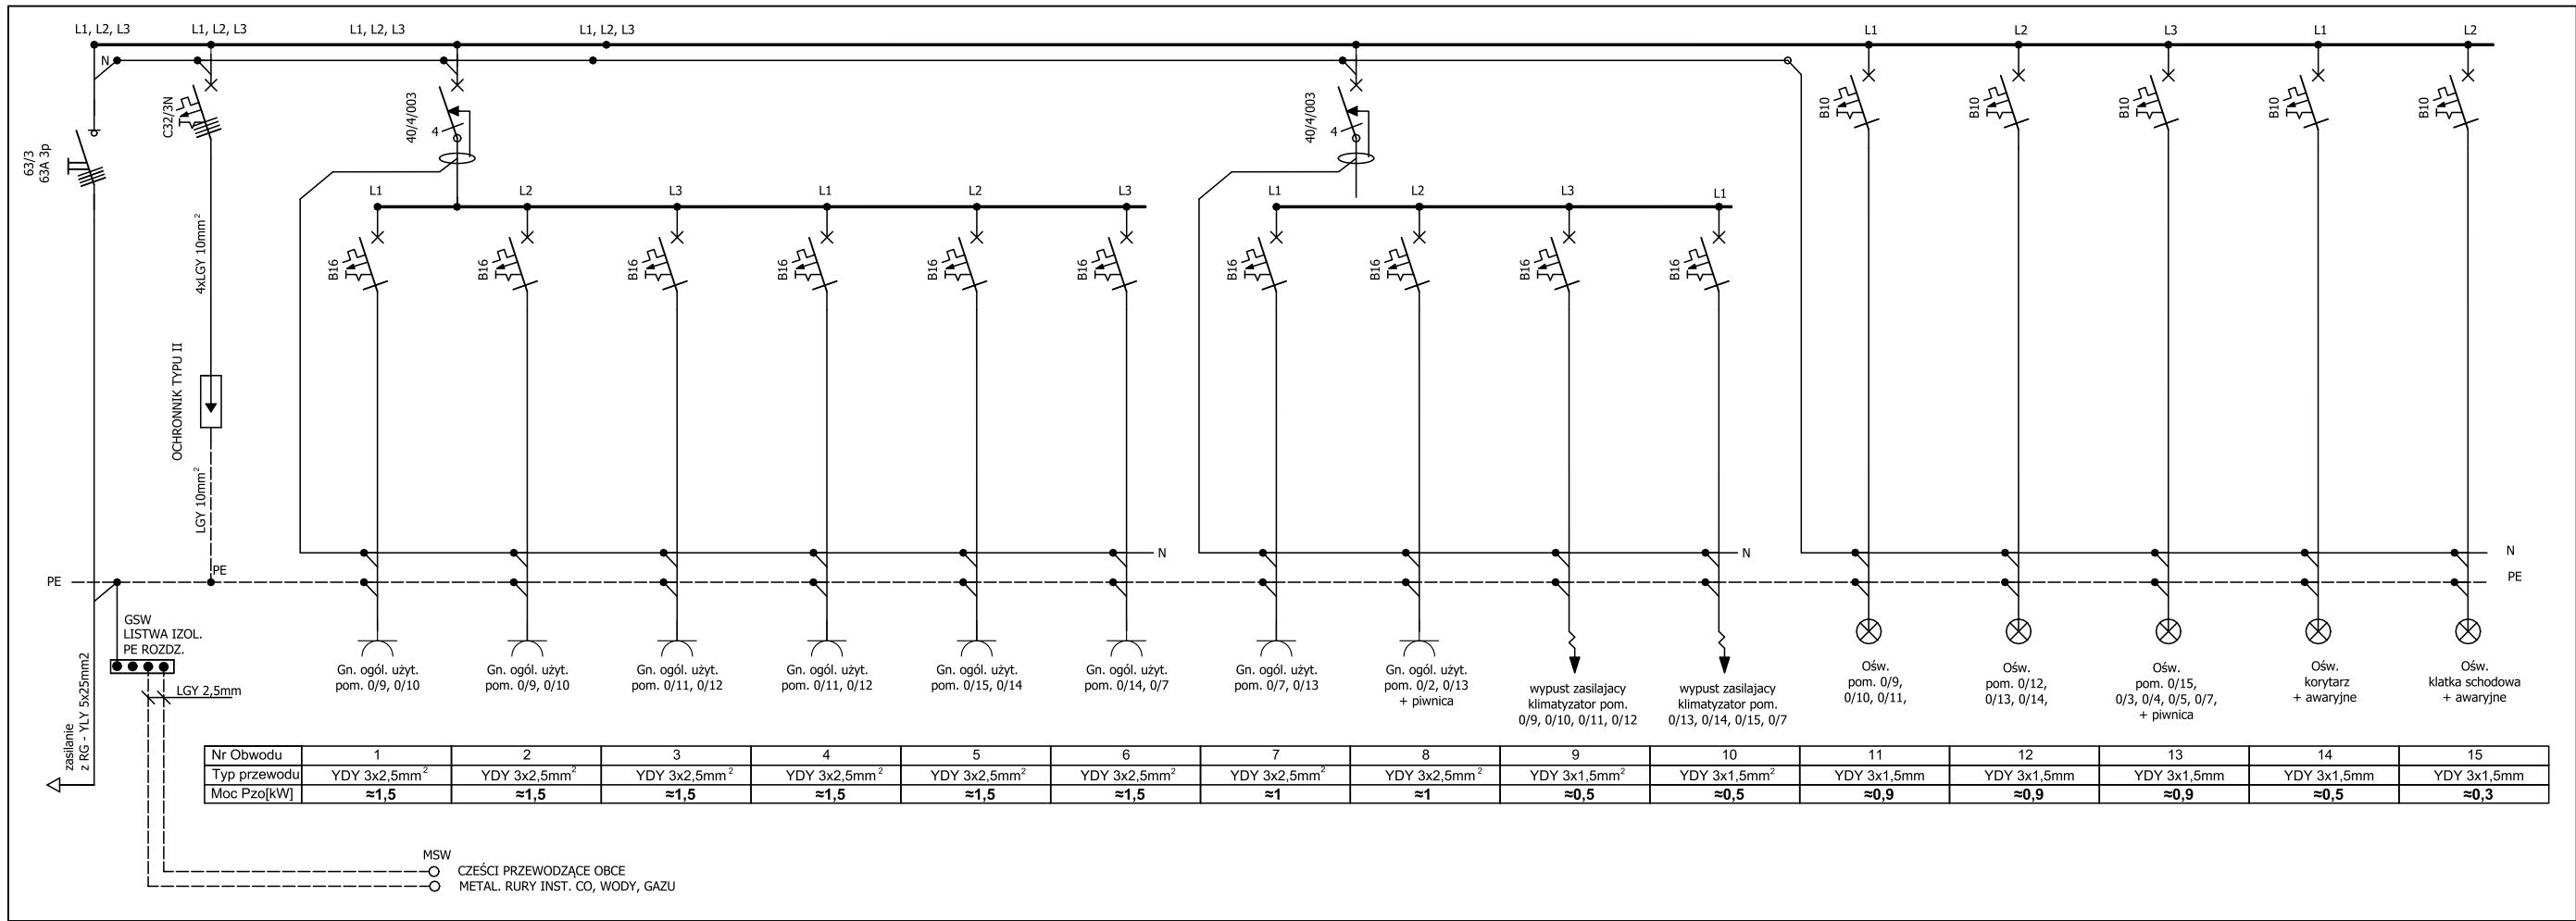 L1, L2, L3
L1, L2, L3
L1, L2, L3
L1, L2, L3
L1
L2
L3
L1
L2
N
63/3
63A 3p
C32/3N
40/4/003
4
40/4/003
4
B10
B10
B10
B10
B10
L1
L2
L3
L1
L2
L3
L1
L2
L3
L1
B16
B16
B16
B16
B16
B16
B16
B16
B16
B16
4xLGY 10mm²
OCHRONNIK TYPU II
LGY 10mm²
N
N
N
PE
PE
PE
GSW
LISTWA IZOL.
PE ROZDZ.
LGY 2,5mm
zasilanie
z RG - YLY 5x25mm2
Gn. ogól. użyt.
pom. 0/9, 0/10
Gn. ogól. użyt.
pom. 0/9, 0/10
Gn. ogól. użyt.
pom. 0/11, 0/12
Gn. ogól. użyt.
pom. 0/11, 0/12
Gn. ogól. użyt.
pom. 0/15, 0/14
Gn. ogól. użyt.
pom. 0/14, 0/7
Gn. ogól. użyt.
pom. 0/7, 0/13
Gn. ogól. użyt.
pom. 0/2, 0/13
+ piwnica
wypust zasilajacy
klimatyzator pom.
0/9, 0/10, 0/11, 0/12
wypust zasilajacy
klimatyzator pom.
0/13, 0/14, 0/15, 0/7
Ośw.
pom. 0/9,
0/10, 0/11,
Ośw.
pom. 0/12,
0/13, 0/14,
Ośw.
pom. 0/15,
0/3, 0/4, 0/5, 0/7,
+ piwnica
Ośw.
korytarz
+ awaryjne
Ośw.
klatka schodowa
+ awaryjne
Nr Obwodu 1 2 3 4 5 6 7 8 9 10 11 12 13 14 15
Typ przewodu YDY 3x2,5mm² YDY 3x2,5mm² YDY 3x2,5mm² YDY 3x2,5mm² YDY 3x2,5mm² YDY 3x2,5mm² YDY 3x2,5mm² YDY 3x2,5mm² YDY 3x1,5mm² YDY 3x1,5mm² YDY 3x1,5mm YDY 3x1,5mm YDY 3x1,5mm YDY 3x1,5mm YDY 3x1,5mm
Moc Pzo[kW] ≈1,5 ≈1,5 ≈1,5 ≈1,5 ≈1,5 ≈1,5 ≈1 ≈1 ≈0,5 ≈0,5 ≈0,9 ≈0,9 ≈0,9 ≈0,5 ≈0,3
MSW
CZEŚCI PRZEWODZĄCE OBCE
METAL. RURY INST. CO, WODY, GAZU